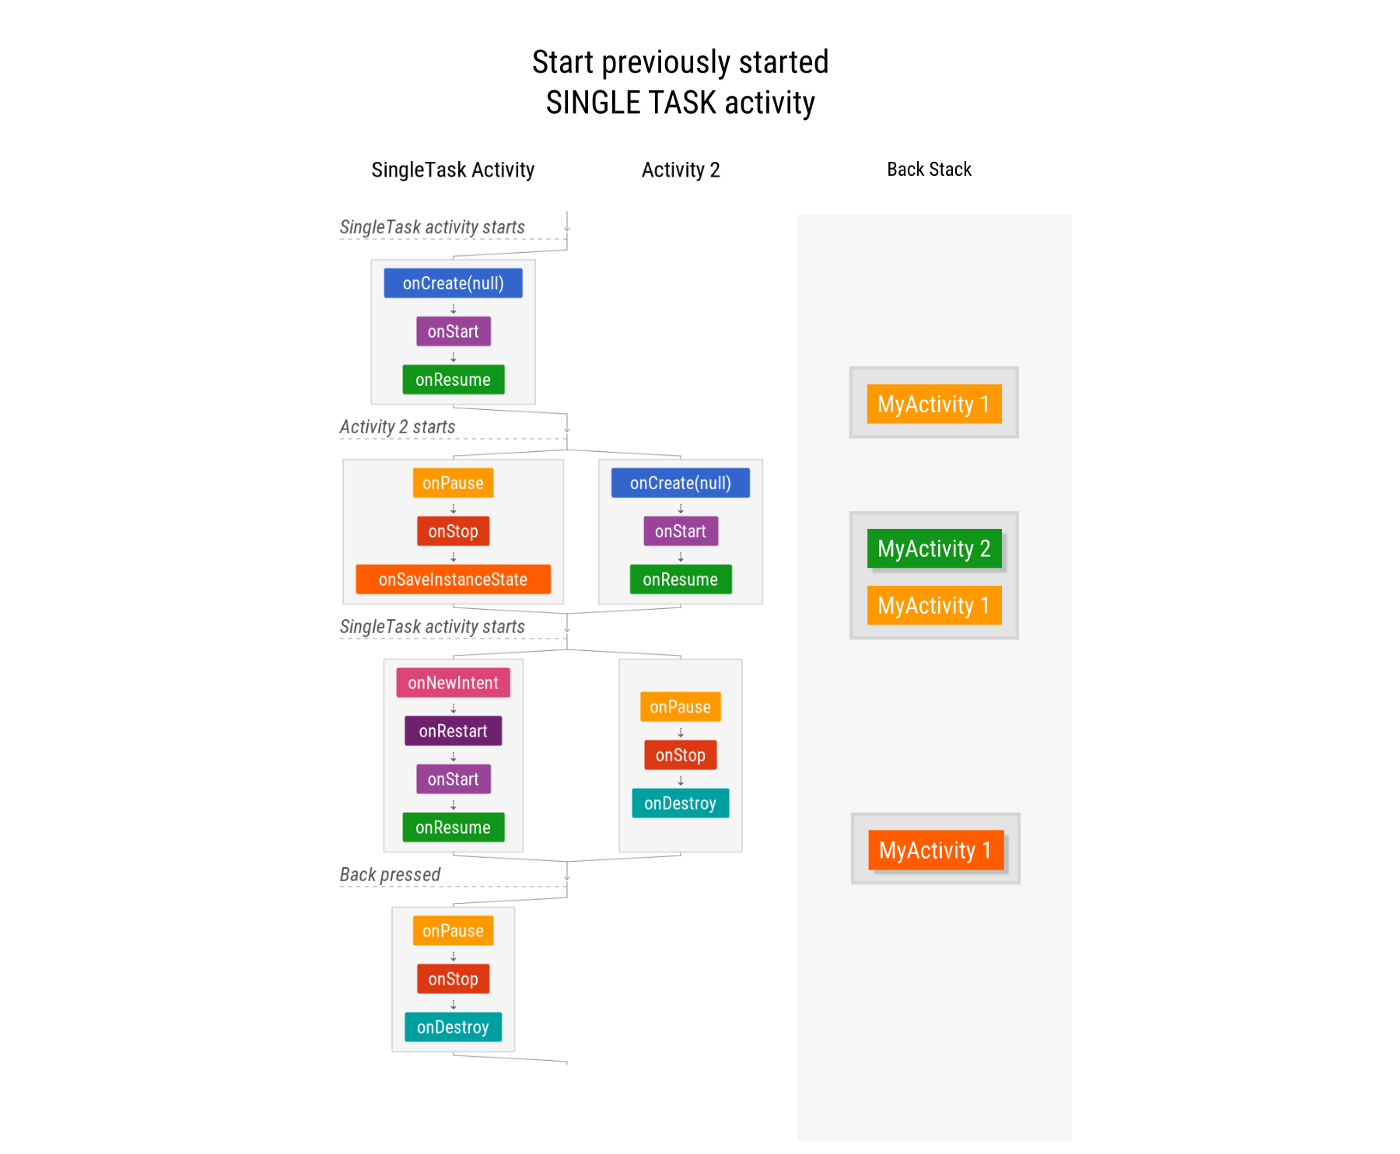 Start previously started
SINGLE TASK activity
SingleTask Activity
Activity 2
Back Stack
SingleTask activity starts
onCreate(null)
onStart
onResume
MyActivity 1
Activity 2 starts
onPause
onStop
onSaveInstanceState
onCreate(null)
onStart
onResume
MyActivity 2
MyActivity 1
SingleTask activity starts
onNewIntent
onRestart
onStart
onResume
onPause
onStop
onDestroy
MyActivity 1
Back pressed
onPause
onStop
onDestroy